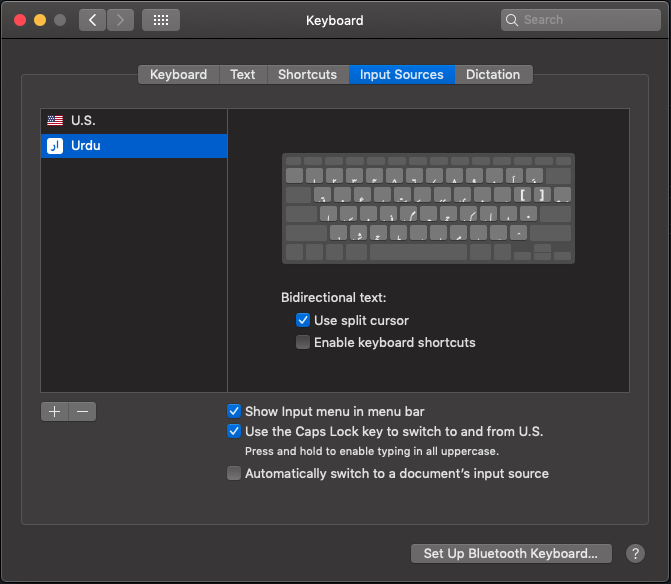 Keyboard
Search
Keyboard Text Shortcuts Input Sources Dictation
U.S.
ار Urdu
[ ]
Bidirectional text:
Use split cursor
Enable keyboard shortcuts
+ −
Show Input menu in menu bar
Use the Caps Lock key to switch to and from U.S.
Press and hold to enable typing in all uppercase.
Automatically switch to a document's input source
Set Up Bluetooth Keyboard... ?